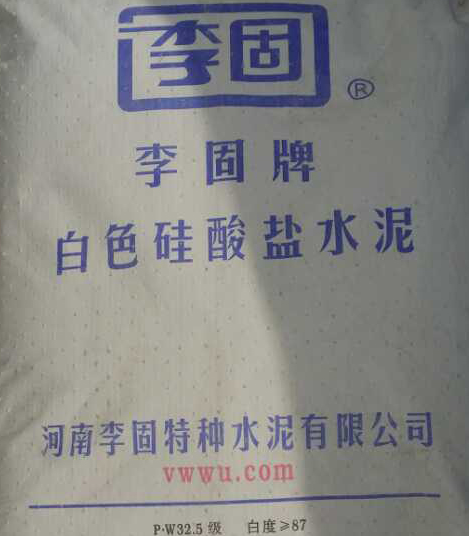 李固
®
李固牌
白色硅酸盐水泥
河南李固特种水泥有限公司
vwwu.com
P·W32.5 级 白度≥87